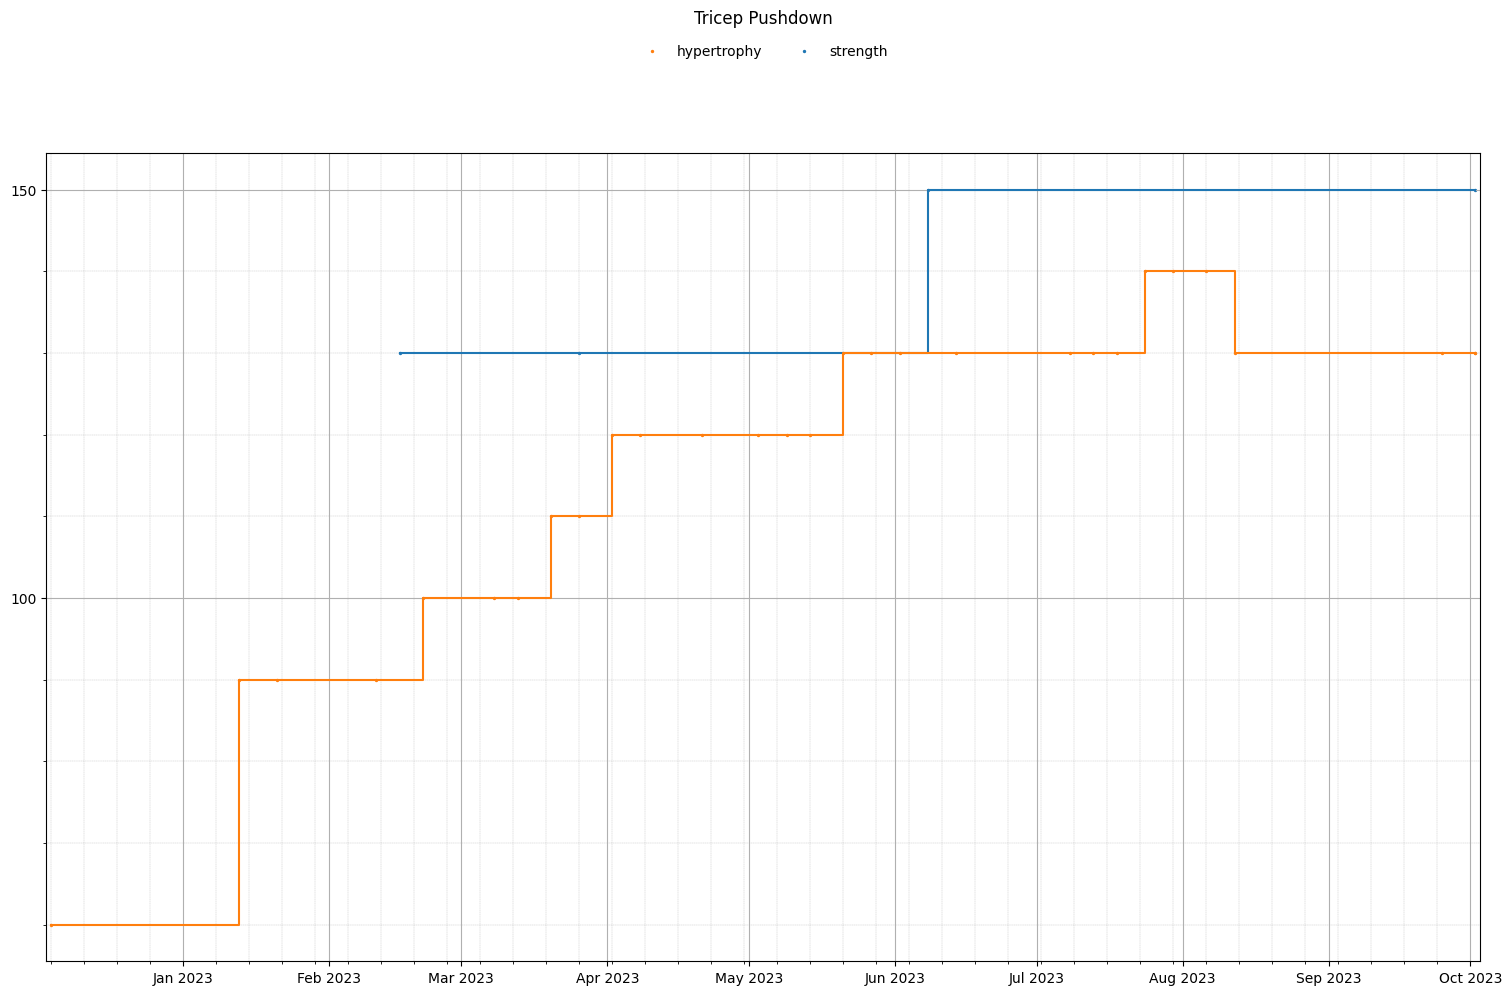 Tricep Pushdown
hypertrophy strength
150
100
Jan 2023 Feb 2023 Mar 2023 Apr 2023 May 2023 Jun 2023 Jul 2023 Aug 2023 Sep 2023 Oct 2023